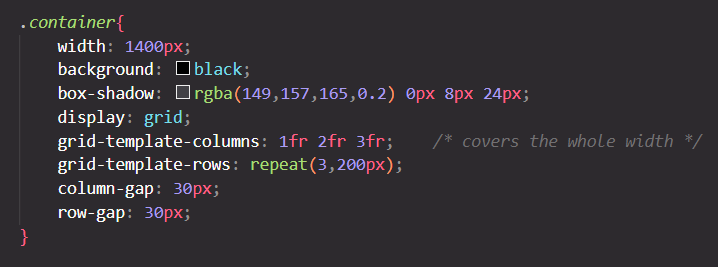 .container{
width: 1400px;
background: black;
box-shadow: rgba(149,157,165,0.2) 0px 8px 24px;
display: grid;
grid-template-columns: 1fr 2fr 3fr; /* covers the whole width */
grid-template-rows: repeat(3,200px);
column-gap: 30px;
row-gap: 30px;
}